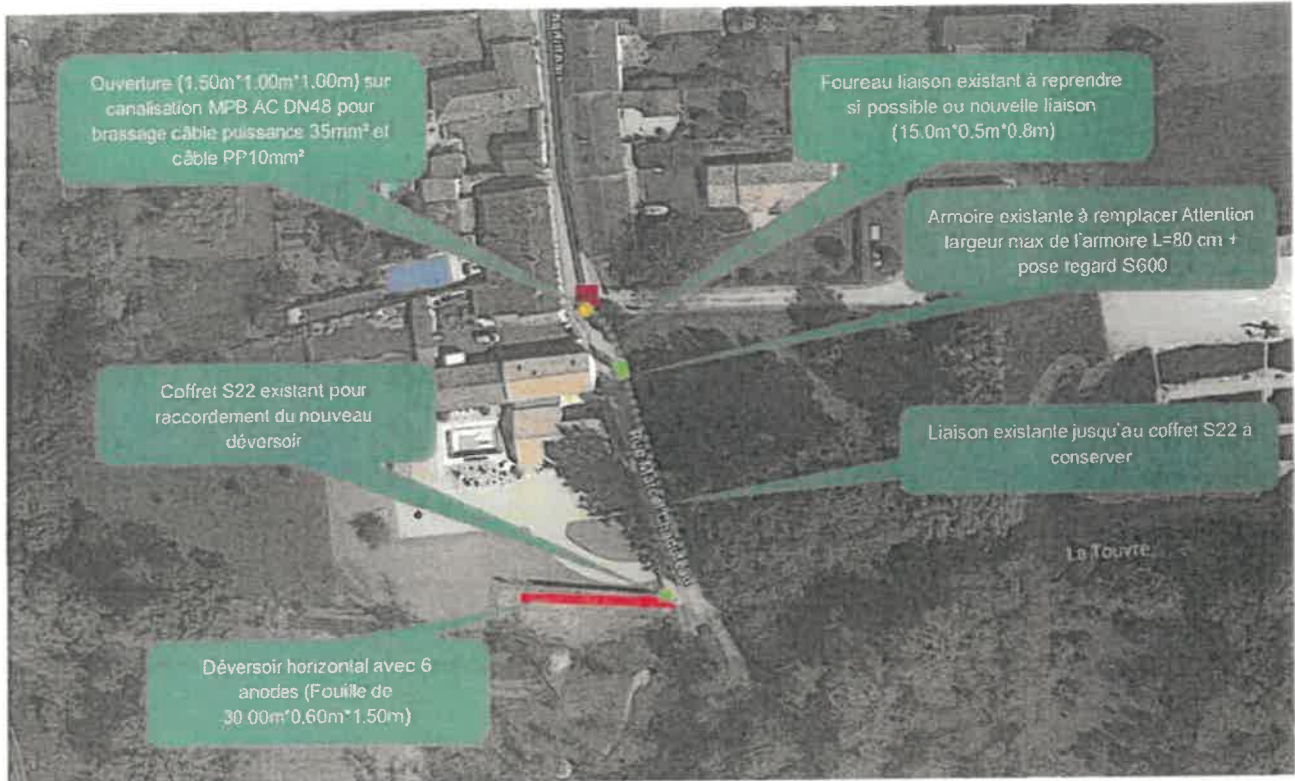 Ouverture (1.50m*1.00m*1.00m) sur
canalisation MPB AC DN48 pour
brassage câble puissance 35mm² et
câble PP10mm²
Foureau liaison existant à reprendre
si possible ou nouvelle liaison
(15.0m*0.5m*0.8m)
Armoire existante à remplacer Attention
largeur max de l'armoire L=80 cm +
pose regard S600
Coffret S22 existant pour
raccordement du nouveau
déversoir
Liaison existante jusqu'au coffret S22 à
conserver
La Touvre
Déversoir horizontal avec 6
anodes (Fouille de
30.00m*0.60m*1.50m)